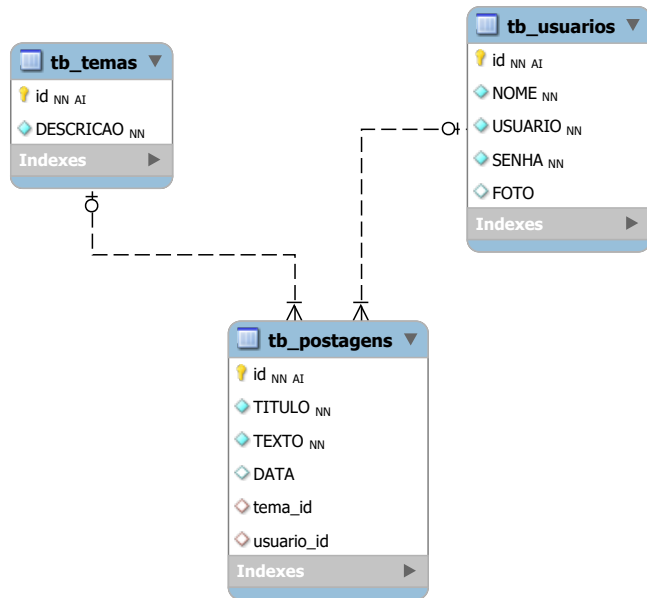 tb_temas
id NN AI
DESCRICAO NN
Indexes
tb_usuarios
id NN AI
NOME NN
USUARIO NN
SENHA NN
FOTO
Indexes
tb_postagens
id NN AI
TITULO NN
TEXTO NN
DATA
tema_id
usuario_id
Indexes